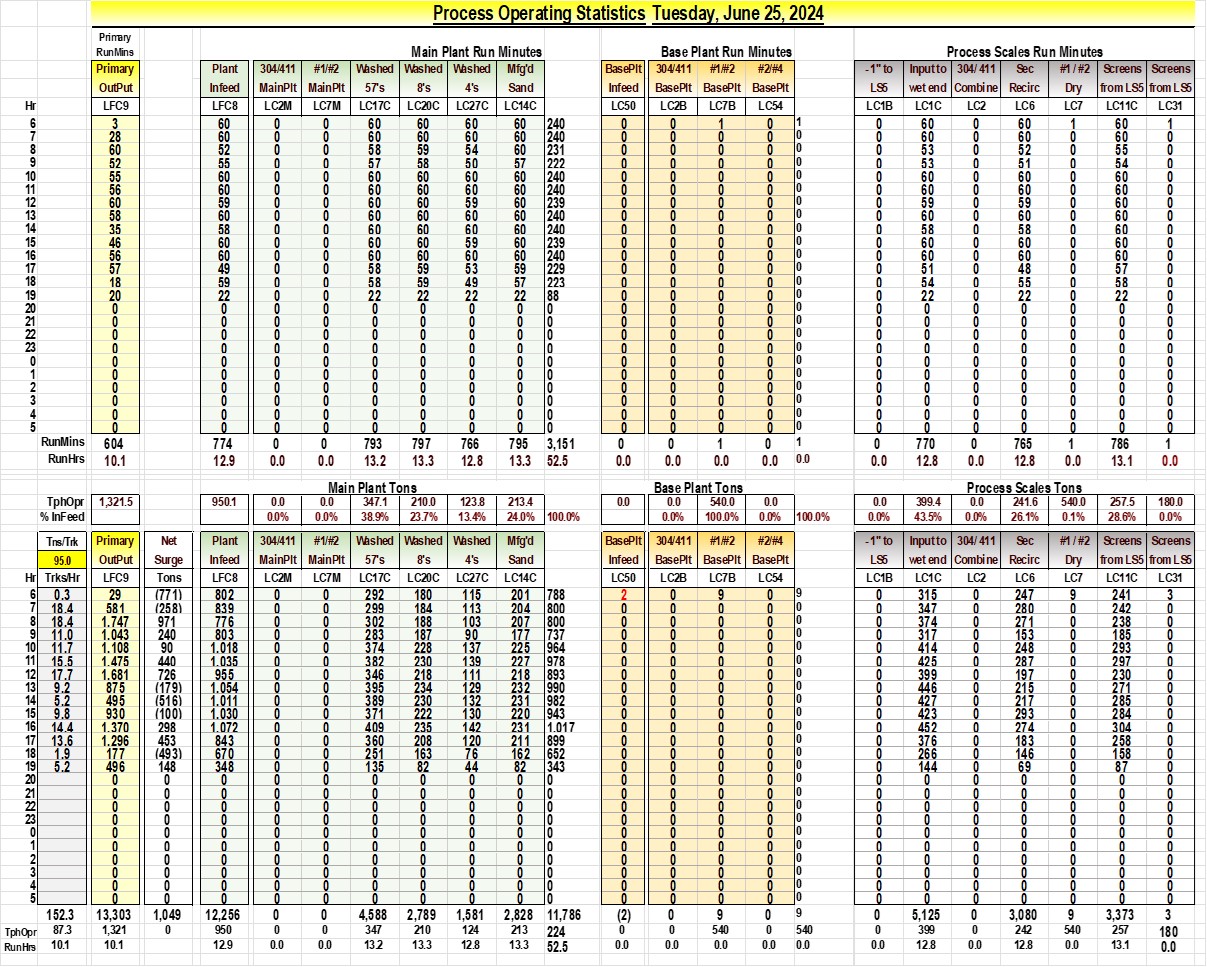 Process Operating Statistics Tuesday, June 25, 2024
Primary
RunMins Main Plant Run Minutes Base Plant Run Minutes Process Scales Run Minutes
Primary Plant 304/411 #1/#2 Washed Washed Washed Mfg'd BasePlt 304/411 #1/#2 #2/#4 -1" to Input to 304/ 411 Sec #1 / #2 Screens Screens
OutPut Infeed MainPlt MainPlt 57's 8's 4's Sand Infeed BasePlt BasePlt BasePlt LS5 wet end Combine Recirc Dry from LS5 from LS5
Hr LFC9 LFC8 LC2M LC7M LC17C LC20C LC27C LC14C LC50 LC2B LC7B LC54 LC1B LC1C LC2 LC6 LC7 LC11C LC31
6 3 60 0 0 60 60 60 60 240 0 0 1 0 1 0 60 0 60 1 60 1
7 28 60 0 0 60 60 60 60 240 0 0 0 0 0 0 60 0 60 0 60 0
8 60 52 0 0 58 59 54 60 231 0 0 0 0 0 0 53 0 52 0 55 0
9 52 55 0 0 57 58 50 57 222 0 0 0 0 0 0 53 0 51 0 54 0
10 55 60 0 0 60 60 60 60 240 0 0 0 0 0 0 60 0 60 0 60 0
11 56 60 0 0 60 60 60 60 240 0 0 0 0 0 0 60 0 60 0 60 0
12 60 59 0 0 60 60 59 60 239 0 0 0 0 0 0 59 0 59 0 60 0
13 58 60 0 0 60 60 60 60 240 0 0 0 0 0 0 60 0 60 0 60 0
14 35 58 0 0 60 60 60 60 240 0 0 0 0 0 0 58 0 58 0 60 0
15 46 60 0 0 60 60 59 60 239 0 0 0 0 0 0 60 0 60 0 60 0
16 56 60 0 0 60 60 60 60 240 0 0 0 0 0 0 60 0 60 0 60 0
17 57 49 0 0 58 59 53 59 229 0 0 0 0 0 0 51 0 48 0 57 0
18 18 59 0 0 58 59 49 57 223 0 0 0 0 0 0 54 0 55 0 58 0
19 20 22 0 0 22 22 22 22 88 0 0 0 0 0 0 22 0 22 0 22 0
20 0 0 0 0 0 0 0 0 0 0 0 0 0 0 0 0 0 0 0 0 0
21 0 0 0 0 0 0 0 0 0 0 0 0 0 0 0 0 0 0 0 0 0
22 0 0 0 0 0 0 0 0 0 0 0 0 0 0 0 0 0 0 0 0 0
23 0 0 0 0 0 0 0 0 0 0 0 0 0 0 0 0 0 0 0 0 0
0 0 0 0 0 0 0 0 0 0 0 0 0 0 0 0 0 0 0 0 0 0
1 0 0 0 0 0 0 0 0 0 0 0 0 0 0 0 0 0 0 0 0 0
2 0 0 0 0 0 0 0 0 0 0 0 0 0 0 0 0 0 0 0 0 0
3 0 0 0 0 0 0 0 0 0 0 0 0 0 0 0 0 0 0 0 0 0
4 0 0 0 0 0 0 0 0 0 0 0 0 0 0 0 0 0 0 0 0 0
5 0 0 0 0 0 0 0 0 0 0 0 0 0 0 0 0 0 0 0 0 0
RunMins 604 774 0 0 793 797 766 795 3,151 0 0 1 0 1 0 770 0 765 1 786 1
RunHrs 10.1 12.9 0.0 0.0 13.2 13.3 12.8 13.3 52.5 0.0 0.0 0.0 0.0 0.0 0.0 12.8 0.0 12.8 0.0 13.1 0.0
Main Plant Tons Base Plant Tons Process Scales Tons
TphOpr 1,321.5 950.1 0.0 0.0 347.1 210.0 123.8 213.4 0.0 0.0 540.0 0.0 0.0 399.4 0.0 241.6 540.0 257.5 180.0
% InFeed 0.0% 0.0% 38.9% 23.7% 13.4% 24.0% 100.0% 0.0% 100.0% 0.0% 100.0% 0.0% 43.5% 0.0% 26.1% 0.1% 28.6% 0.0%
Tns/Trk Primary Net Plant 304/411 #1/#2 Washed Washed Washed Mfg'd BasePlt 304/411 #1/#2 #2/#4 -1" to Input to 304/ 411 Sec #1 / #2 Screens Screens
95.0 OutPut Surge Infeed MainPlt MainPlt 57's 8's 4's Sand Infeed BasePlt BasePlt BasePlt LS5 wet end Combine Recirc Dry from LS5 from LS5
Hr Trks/Hr LFC9 Tons LFC8 LC2M LC7M LC17C LC20C LC27C LC14C LC50 LC2B LC7B LC54 LC1B LC1C LC2 LC6 LC7 LC11C LC31
6 0.3 29 (771) 802 0 0 292 180 115 201 788 2 0 9 0 9 0 315 0 247 9 241 3
7 18.4 581 (258) 839 0 0 299 184 113 204 800 0 0 0 0 0 0 347 0 280 0 242 0
8 18.4 1.747 971 776 0 0 302 188 103 207 800 0 0 0 0 0 0 374 0 271 0 238 0
9 11.0 1.043 240 803 0 0 283 187 90 177 737 0 0 0 0 0 0 317 0 153 0 185 0
10 11.7 1.108 90 1.018 0 0 374 228 137 225 964 0 0 0 0 0 0 414 0 248 0 293 0
11 15.5 1.475 440 1.035 0 0 382 230 139 227 978 0 0 0 0 0 0 425 0 287 0 297 0
12 17.7 1.681 726 955 0 0 346 218 111 218 893 0 0 0 0 0 0 399 0 197 0 230 0
13 9.2 875 (179) 1.054 0 0 395 234 129 232 990 0 0 0 0 0 0 446 0 215 0 271 0
14 5.2 495 (516) 1.011 0 0 389 230 132 231 982 0 0 0 0 0 0 427 0 217 0 285 0
15 9.8 930 (100) 1.030 0 0 371 222 130 220 943 0 0 0 0 0 0 423 0 293 0 284 0
16 14.4 1.370 298 1.072 0 0 409 235 142 231 1.017 0 0 0 0 0 0 452 0 274 0 304 0
17 13.6 1.296 453 843 0 0 360 208 120 211 899 0 0 0 0 0 0 376 0 183 0 258 0
18 1.9 177 (493) 670 0 0 251 163 76 162 652 0 0 0 0 0 0 266 0 146 0 158 0
19 5.2 496 148 348 0 0 135 82 44 82 343 0 0 0 0 0 0 144 0 69 0 87 0
20 0 0 0 0 0 0 0 0 0 0 0 0 0 0 0 0 0 0 0 0 0 0
21 0 0 0 0 0 0 0 0 0 0 0 0 0 0 0 0 0 0 0 0 0 0
22 0 0 0 0 0 0 0 0 0 0 0 0 0 0 0 0 0 0 0 0 0 0
23 0 0 0 0 0 0 0 0 0 0 0 0 0 0 0 0 0 0 0 0 0 0
0 0 0 0 0 0 0 0 0 0 0 0 0 0 0 0 0 0 0 0 0 0 0
1 0 0 0 0 0 0 0 0 0 0 0 0 0 0 0 0 0 0 0 0 0 0
2 0 0 0 0 0 0 0 0 0 0 0 0 0 0 0 0 0 0 0 0 0 0
3 0 0 0 0 0 0 0 0 0 0 0 0 0 0 0 0 0 0 0 0 0 0
4 0 0 0 0 0 0 0 0 0 0 0 0 0 0 0 0 0 0 0 0 0 0
5 0 0 0 0 0 0 0 0 0 0 0 0 0 0 0 0 0 0 0 0 0 0
152.3 13,303 1,049 12,256 0 0 4,588 2,789 1,581 2,828 11,786 (2) 0 9 0 9 0 5,125 0 3,080 9 3,373 3
TphOpr 87.3 1,321 0 950 0 0 347 210 124 213 224 0 0 540 0 540 0 399 0 242 540 257 180
RunHrs 10.1 10.1 12.9 0.0 0.0 13.2 13.3 12.8 13.3 52.5 0.0 0.0 0.0 0.0 0.0 12.8 0.0 12.8 0.0 13.1 0.0